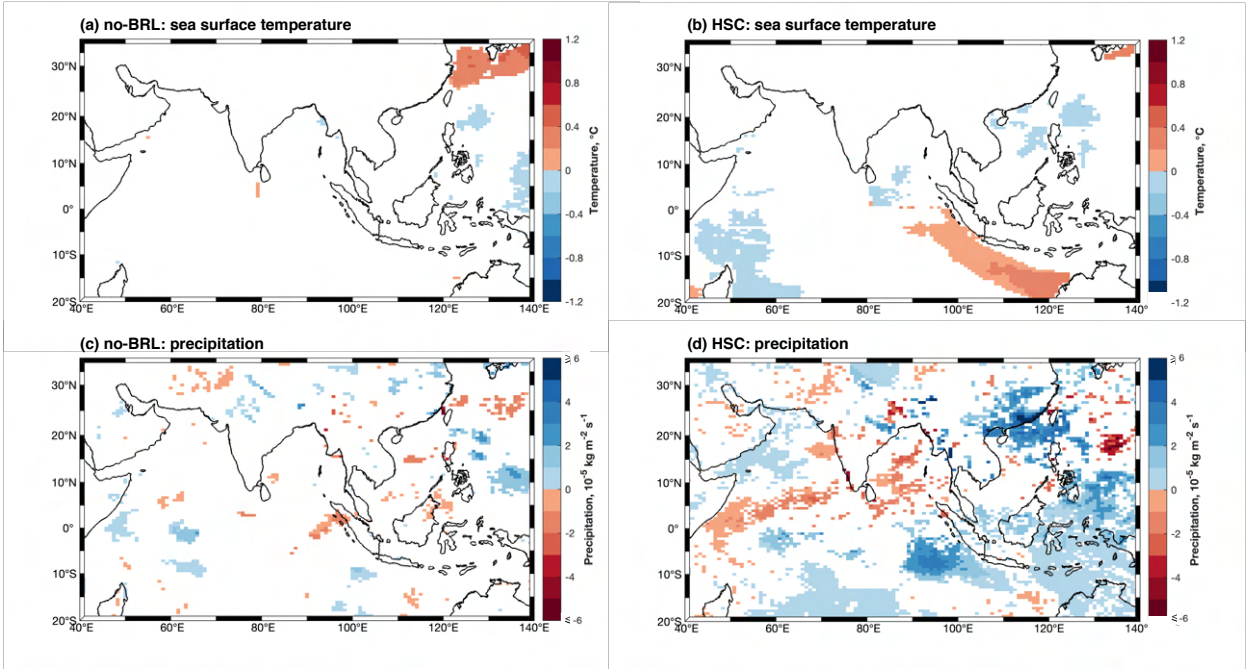 (a) no-BRL: sea surface temperature
30°N
20°N
10°N
0°
10°S
20°S
40°E
60°E
80°E
100°E
120°E
140°E
1.2
0.8
0.4
0
-0.4
-0.8
-1.2
Temperature, °C
(b) HSC: sea surface temperature
30°N
20°N
10°N
0°
10°S
20°S
40°E
60°E
80°E
100°E
120°E
140°E
1.2
0.8
0.4
0
-0.4
-0.8
-1.2
Temperature, °C
(c) no-BRL: precipitation
30°N
20°N
10°N
0°
10°S
20°S
40°E
60°E
80°E
100°E
120°E
140°E
⩾ 6
4
2
0
-2
-4
⩽ -6
Precipitation, 10⁻⁵ kg m⁻² s⁻¹
(d) HSC: precipitation
30°N
20°N
10°N
0°
10°S
20°S
40°E
60°E
80°E
100°E
120°E
140°E
⩾ 6
4
2
0
-2
-4
⩽ -6
Precipitation, 10⁻⁵ kg m⁻² s⁻¹